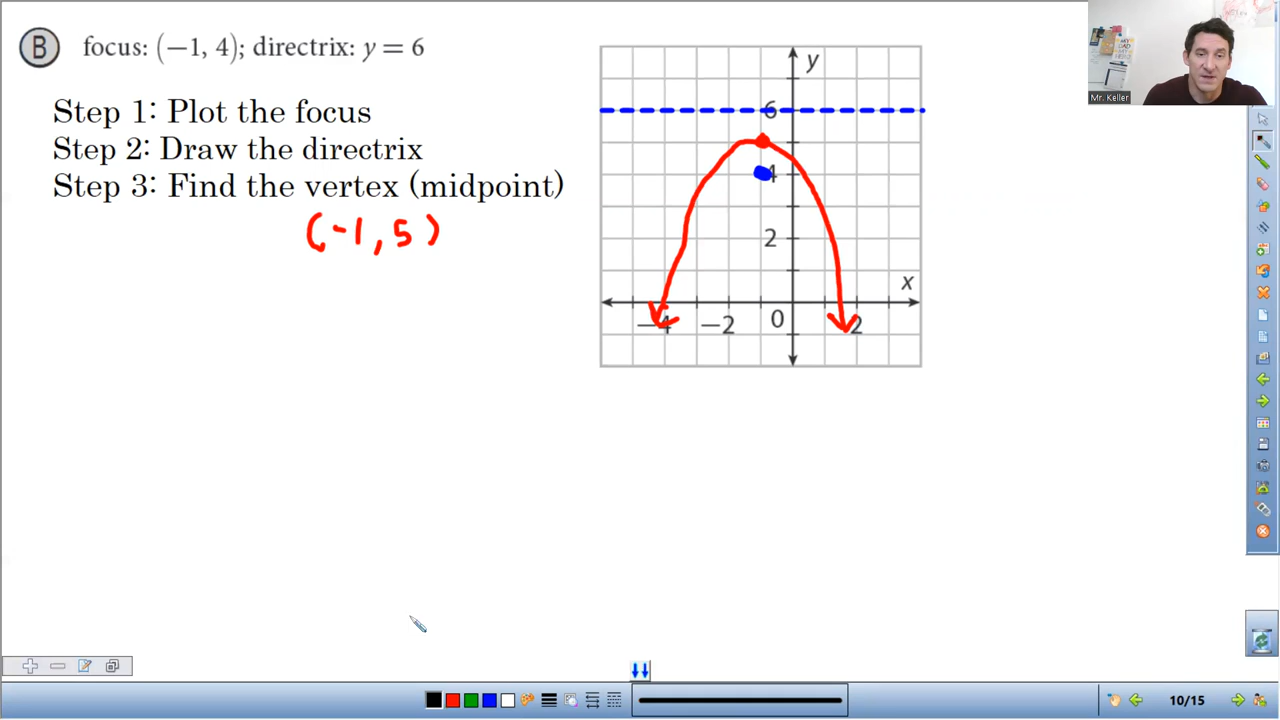 B focus: (−1, 4); directrix: y = 6
Step 1: Plot the focus
Step 2: Draw the directrix
Step 3: Find the vertex (midpoint)
(-1, 5)
y
6
4
2
x
−4 −2 0 2
Mr. Keller
10/15